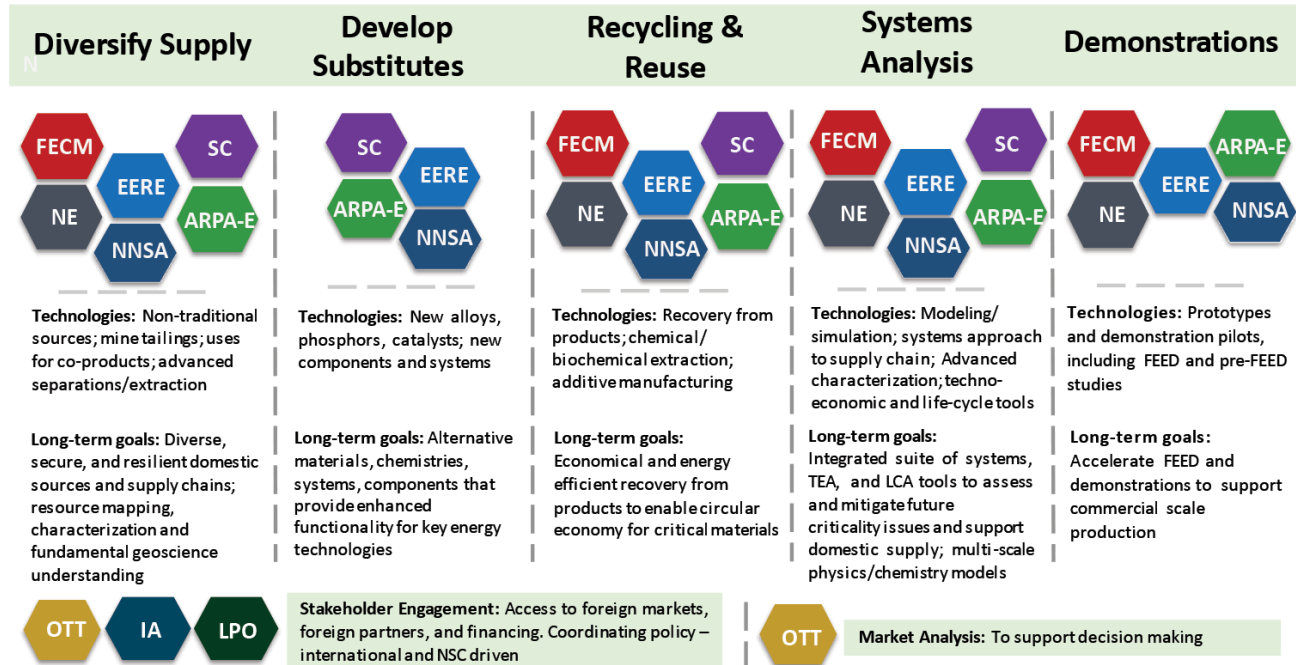 Diversify Supply
N
Develop
Substitutes
Recycling &
Reuse
Systems
Analysis
Demonstrations
FECM
SC
EERE
NE
ARPA-E
NNSA
SC
EERE
ARPA-E
NNSA
FECM
SC
EERE
NE
ARPA-E
NNSA
FECM
SC
EERE
NE
ARPA-E
NNSA
FECM
ARPA-E
EERE
NE
NNSA
Technologies: Non-traditional
sources; mine tailings; uses
for co-products; advanced
separations/extraction
Long-term goals: Diverse,
secure, and resilient domestic
sources and supply chains;
resource mapping,
characterization and
fundamental geoscience
understanding
Technologies: New alloys,
phosphors, catalysts; new
components and systems
Long-term goals: Alternative
materials, chemistries,
systems, components that
provide enhanced
functionality for key energy
technologies
Technologies: Recovery from
products; chemical/
biochemical extraction;
additive manufacturing
Long-term goals:
Economical and energy
efficient recovery from
products to enable circular
economy for critical materials
Technologies: Modeling/
simulation; systems approach
to supply chain; Advanced
characterization; techno-
economic and life-cycle tools
Long-term goals:
Integrated suite of systems,
TEA, and LCA tools to assess
and mitigate future
criticality issues and support
domestic supply; multi-scale
physics/chemistry models
Technologies: Prototypes
and demonstration pilots,
including FEED and pre-FEED
studies
Long-term goals:
Accelerate FEED and
demonstrations to support
commercial scale
production
OTT
IA
LPO
Stakeholder Engagement: Access to foreign markets,
foreign partners, and financing. Coordinating policy –
international and NSC driven
OTT
Market Analysis: To support decision making